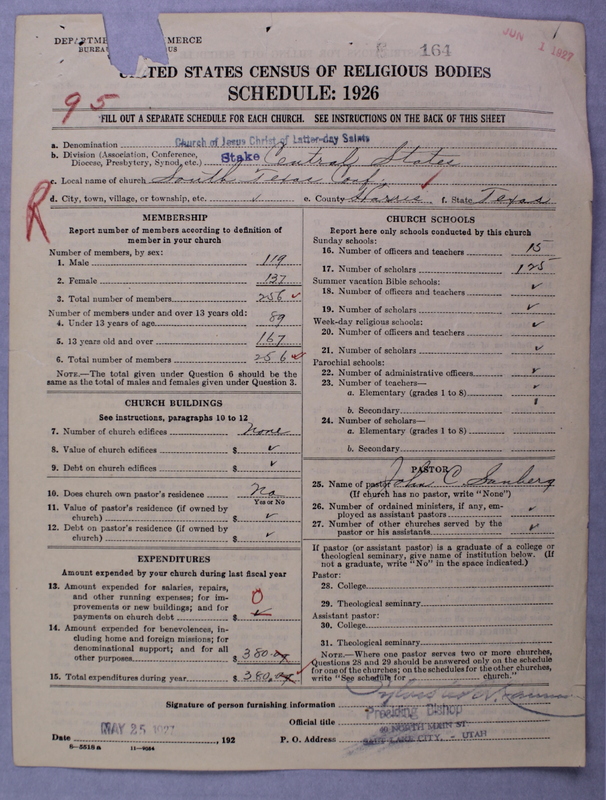 DEPARTME MERCE
BUREAU US
164
JUN 1 1927
UNITED STATES CENSUS OF RELIGIOUS BODIES
SCHEDULE: 1926
95
FILL OUT A SEPARATE SCHEDULE FOR EACH CHURCH. SEE INSTRUCTIONS ON THE BACK OF THIS SHEET
a. Denomination Church of Jesus Christ of Latter-day Saints
b. Division (Association, Conference, Diocese, Presbytery, Synod, etc.) Stake Central States
c. Local name of church South Texas Conf.
d. City, town, village, or township, etc. ✓ e. County Harris f. State Texas
R
MEMBERSHIP
Report number of members according to definition of
member in your church
Number of members, by sex:
1. Male 119
2. Female 137
3. Total number of members 256 ✓
Number of members under and over 13 years old:
4. Under 13 years of age 89
5. 13 years old and over 167
6. Total number of members 256 ✓
NOTE.—The total given under Question 6 should be the
same as the total of males and females given under Question 3.
CHURCH BUILDINGS
See instructions, paragraphs 10 to 12
7. Number of church edifices none
8. Value of church edifices $ ✓
9. Debt on church edifices $ ✓
10. Does church own pastor's residence No
Yes or No
11. Value of pastor's residence (if owned by
church) $ ✓
12. Debt on pastor's residence (if owned by
church) $ ✓
EXPENDITURES
Amount expended by your church during last fiscal year
13. Amount expended for salaries, repairs,
and other running expenses; for im-
provements or new buildings; and for
payments on church debt $ 0 ✓
14. Amount expended for benevolences, in-
cluding home and foreign missions; for
denominational support; and for all
other purposes $ 380.
15. Total expenditures during year $ 380. ✓
CHURCH SCHOOLS
Report here only schools conducted by this church
Sunday schools:
16. Number of officers and teachers 15
17. Number of scholars 125
Summer vacation Bible schools:
18. Number of officers and teachers ✓
19. Number of scholars ✓
Week-day religious schools: ✓
20. Number of officers and teachers
21. Number of scholars ✓
Parochial schools:
22. Number of administrative officers ✓
23. Number of teachers— ✓
a. Elementary (grades 1 to 8)
b. Secondary
24. Number of scholars—
a. Elementary (grades 1 to 8) ✓
b. Secondary ✓
PASTOR
25. Name of pastor John C Sanberg
(If church has no pastor, write "None")
26. Number of ordained ministers, if any, em-
ployed as assistant pastors ✓
27. Number of other churches served by the
pastor or his assistants ✓
If pastor (or assistant pastor) is a graduate of a college or
theological seminary, give name of institution below. (If
not a graduate, write "No" in the space indicated.)
Pastor:
28. College
29. Theological seminary
Assistant pastor:
30. College
31. Theological seminary
NOTE.—Where one pastor serves two or more churches,
Questions 28 and 29 should be answered only on the schedule
for one of the churches; on the schedules for the other churches,
write "See schedule for church."
Signature of person furnishing information Sylvester Q. Cannon
Official title Presiding Bishop
Date MAY 25 1927, 192 P. O. Address 40 NORTH MAIN ST.
SALT LAKE CITY, - UTAH
8—5518a 11—9084